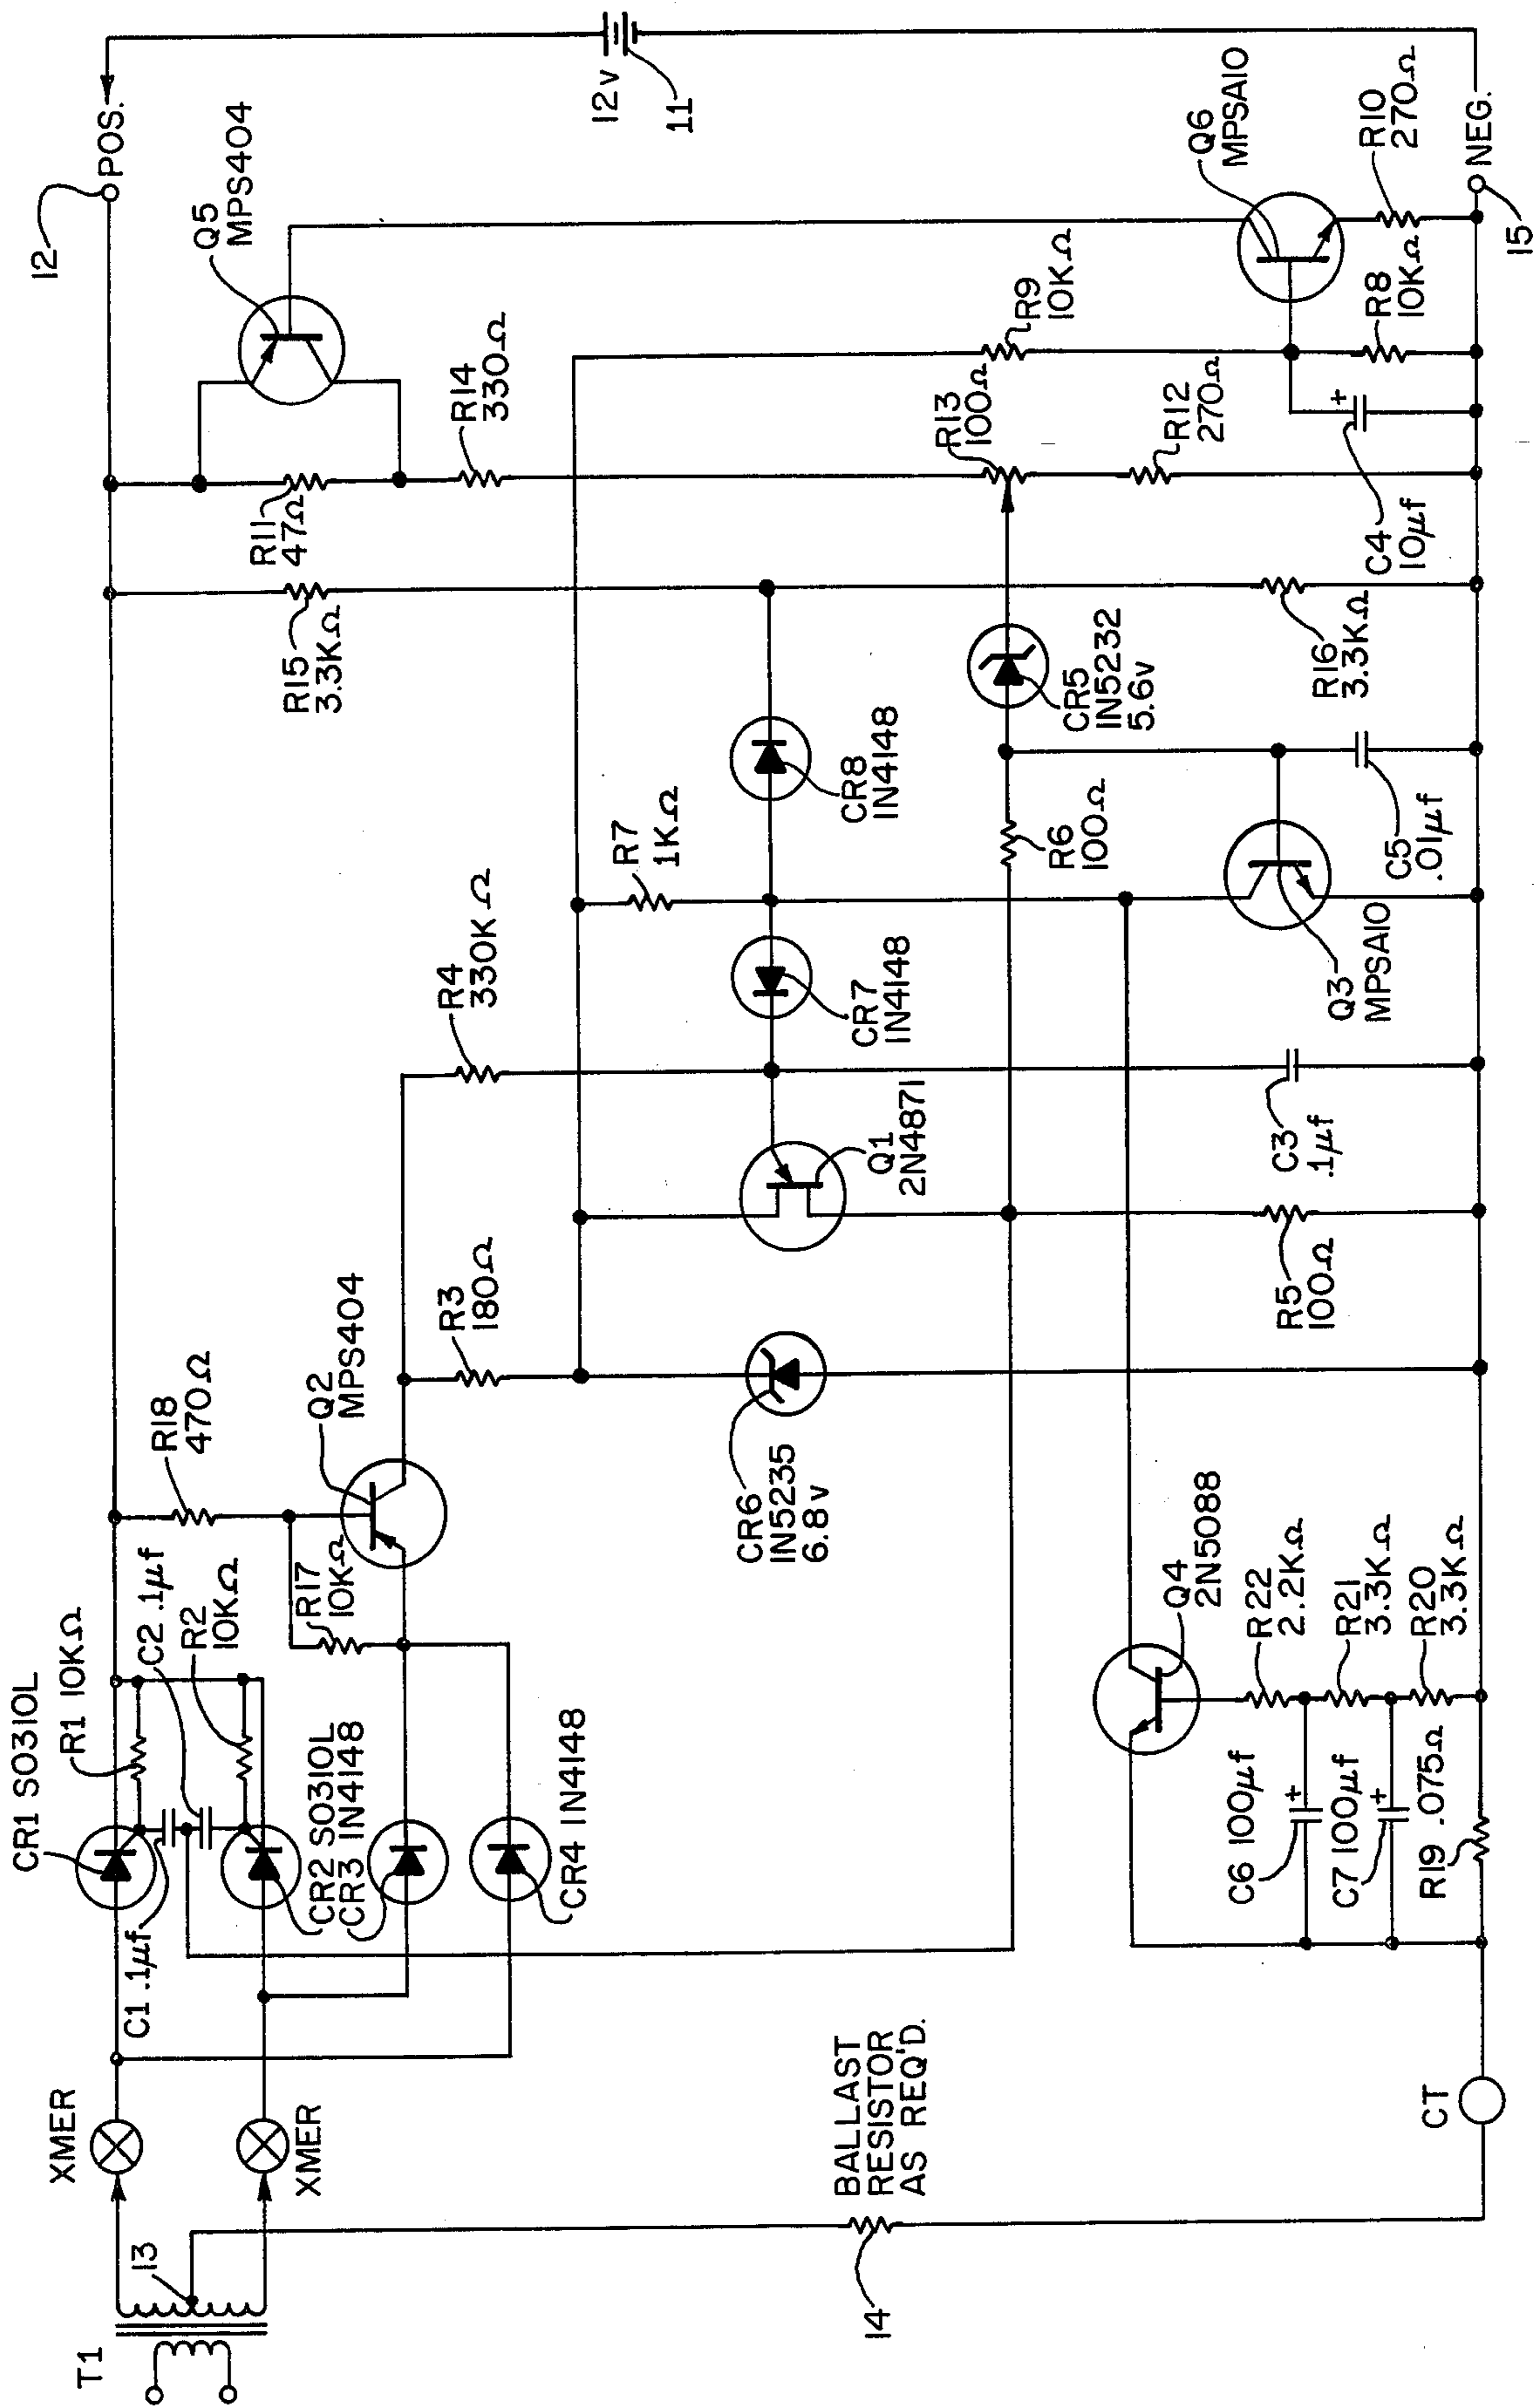 T1
13
XMER
XMER
14
BALLAST
RESISTOR
AS REQ'D.
CT
CR1 SO310L
R1 10KΩ
C1 .1µf
C2 .1µf
R2
10KΩ
CR2 SO310L
CR3 IN4148
CR4 IN4148
R17
10KΩ
R18
470Ω
Q2
MPS404
R3
180Ω
CR6
IN5235
6.8v
Q4
2N5088
R22
2.2KΩ
R21
3.3KΩ
R20
3.3KΩ
C6 100µf
+
C7 100µf
+
R19 .075Ω
R4
330KΩ
Q1
2N4871
R5
100Ω
C3
.1µf
R7
1KΩ
CR7
IN4148
CR8
IN4148
R6
100Ω
Q3
MPSA10
C5
.01µf
CR5
IN5232
5.6v
R15
3.3KΩ
R16
3.3KΩ
R11
47Ω
R14
330Ω
R13
100Ω
R12
270Ω
C4
10µf
+
R9
10KΩ
R8
10KΩ
Q5
MPS404
Q6
MPSA10
R10
270Ω
12
POS.
12v
11
NEG.
15